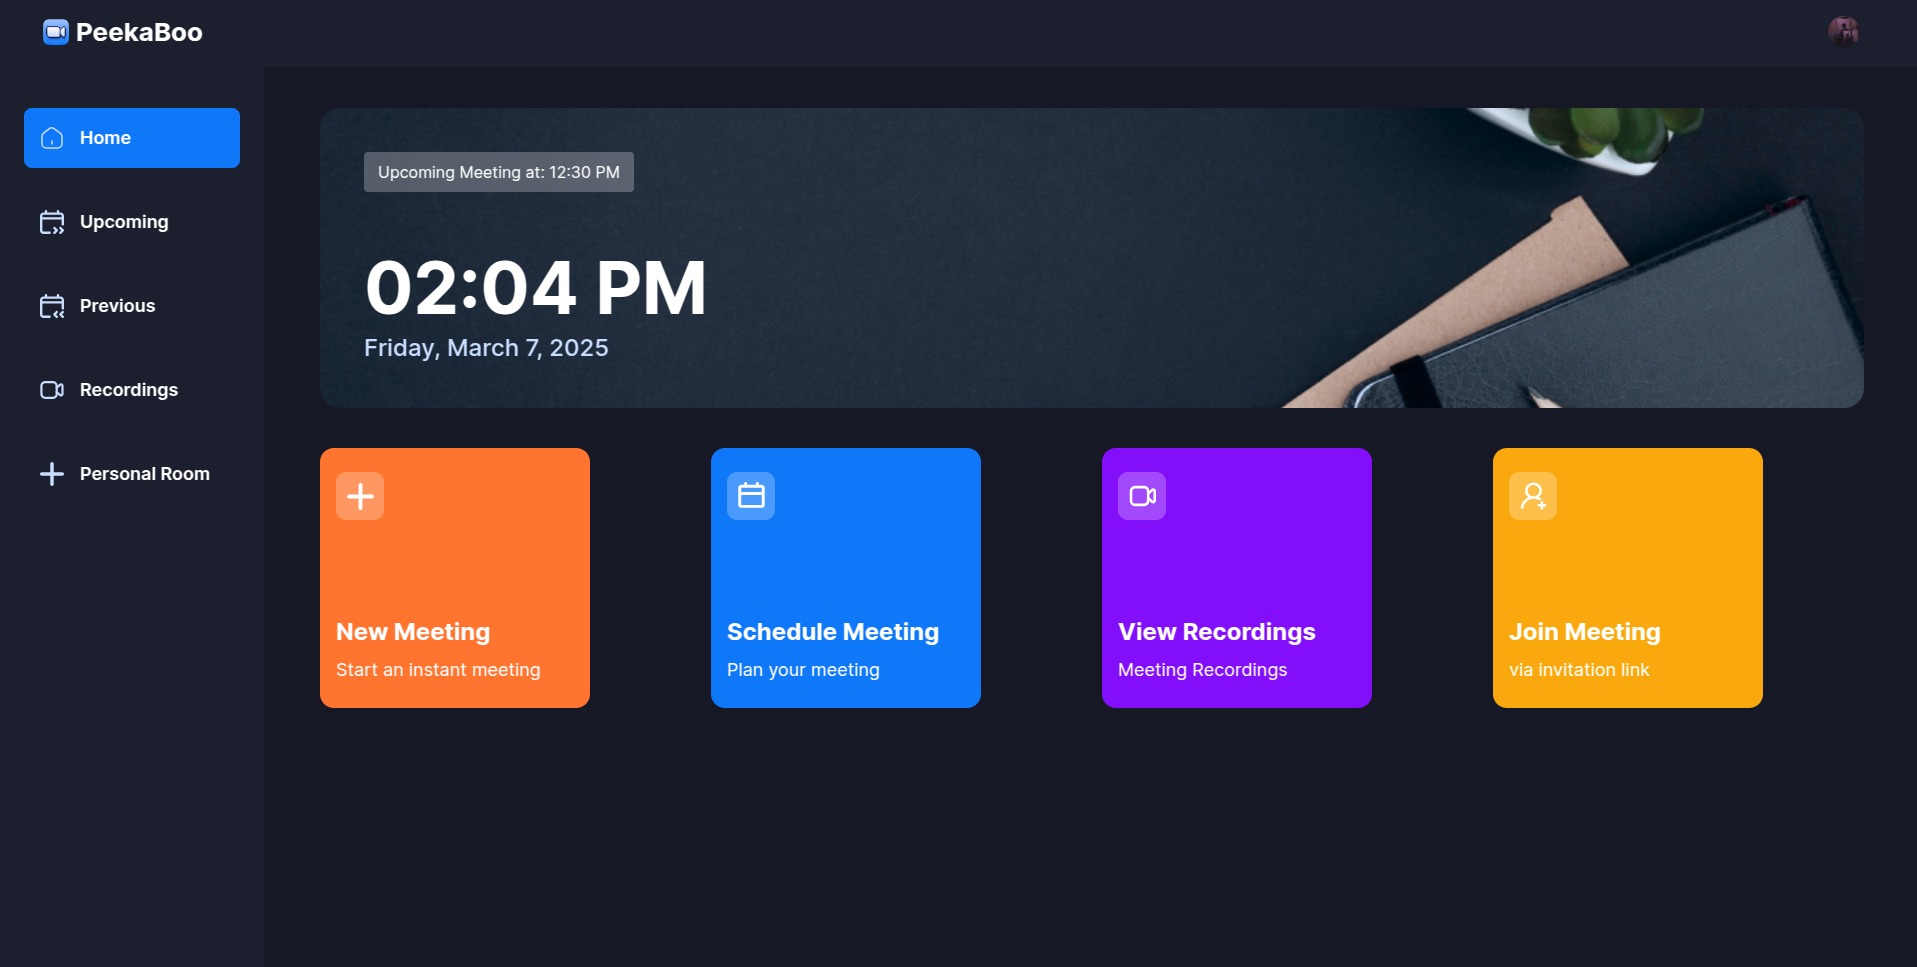 PeekaBoo
Home
Upcoming
Previous
Recordings
Personal Room
Upcoming Meeting at: 12:30 PM
02:04 PM
Friday, March 7, 2025
New Meeting
Start an instant meeting
Schedule Meeting
Plan your meeting
View Recordings
Meeting Recordings
Join Meeting
via invitation link